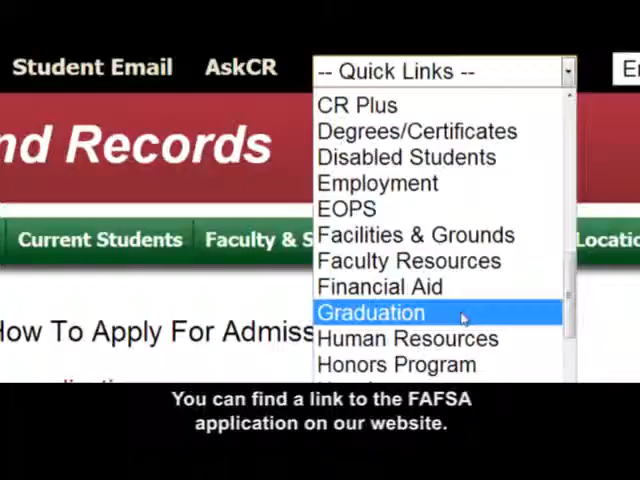 Student Email AskCR -- Quick Links --
CR Plus
nd Records
Degrees/Certificates
Disabled Students
Employment
EOPS
Current Students Faculty & S
Facilities & Grounds
Faculty Resources
Financial Aid
Graduation
How To Apply For Admiss
Human Resources
Honors Program
You can find a link to the FAFSA
application on our website.